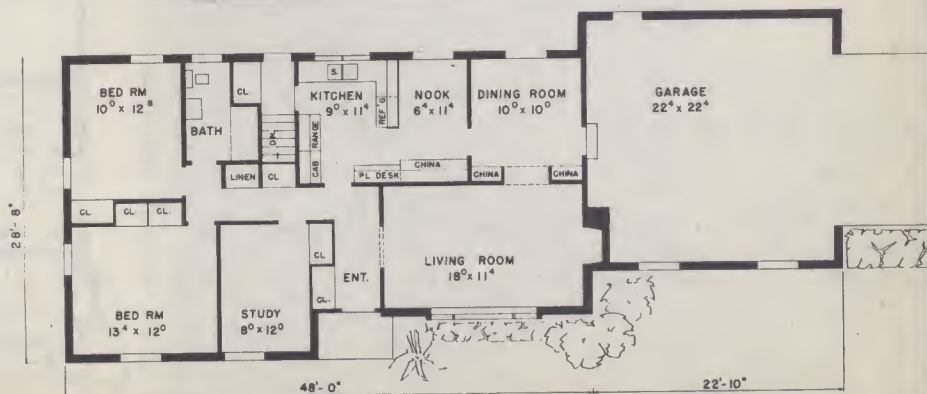 BED RM
10⁰ x 12⁸
CL.
BATH
DN.
S.
KITCHEN
9⁰ x 11⁴
REF'G.
NOOK
6⁴ x 11⁴
DINING ROOM
10⁰ x 10⁰
GARAGE
22⁴ x 22⁴
RANGE
CAB
LINEN
CL
PL. DESK
CHINA
CHINA
CHINA
28'-8"
CL.
CL.
CL.
CL
CL.
ENT.
LIVING ROOM
18⁰ x 11⁴
BED RM
13⁴ x 12⁰
STUDY
8⁰ x 12⁰
48'-0"
22'-10"